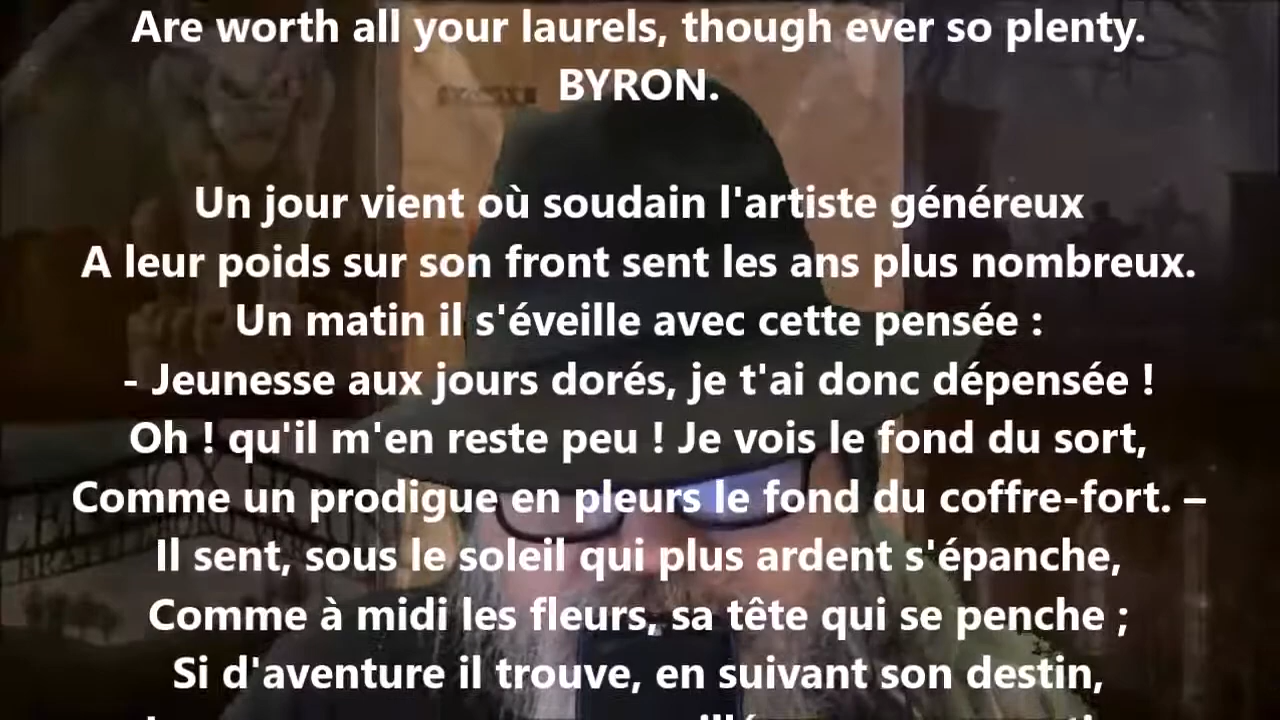 Are worth all your laurels, though ever so plenty.
BYRON.
Un jour vient où soudain l'artiste généreux
A leur poids sur son front sent les ans plus nombreux.
Un matin il s'éveille avec cette pensée :
- Jeunesse aux jours dorés, je t'ai donc dépensée !
Oh ! qu'il m'en reste peu ! Je vois le fond du sort,
Comme un prodigue en pleurs le fond du coffre-fort. –
Il sent, sous le soleil qui plus ardent s'épanche,
Comme à midi les fleurs, sa tête qui se penche ;
Si d'aventure il trouve, en suivant son destin,